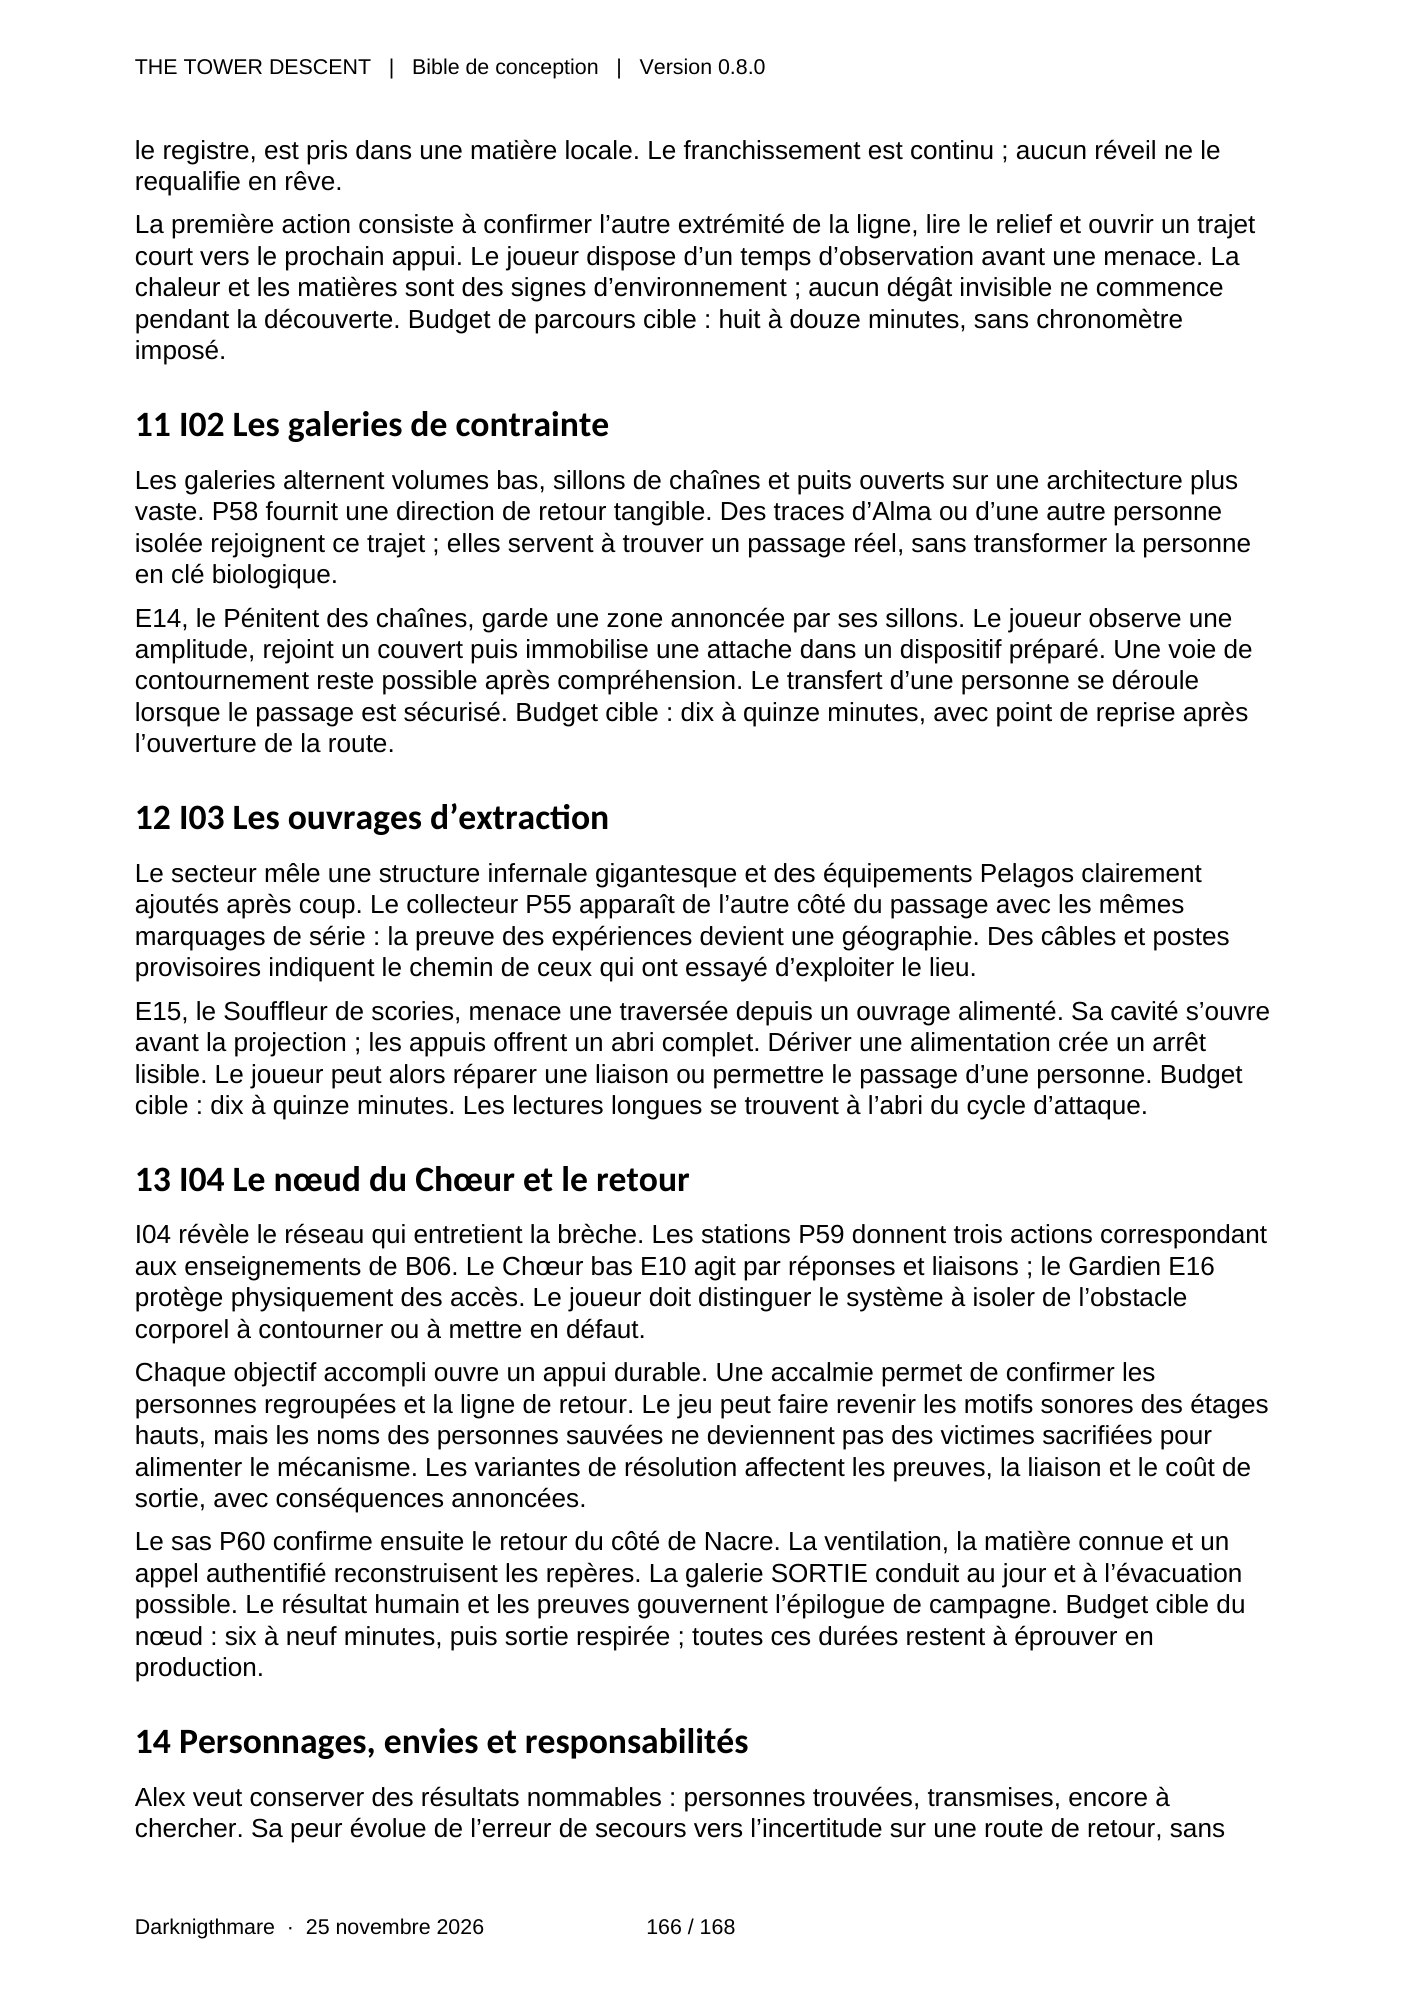 THE TOWER DESCENT | Bible de conception | Version 0.8.0
le registre, est pris dans une matière locale. Le franchissement est continu ; aucun réveil ne le
requalifie en rêve.
La première action consiste à confirmer l’autre extrémité de la ligne, lire le relief et ouvrir un trajet
court vers le prochain appui. Le joueur dispose d’un temps d’observation avant une menace. La
chaleur et les matières sont des signes d’environnement ; aucun dégât invisible ne commence
pendant la découverte. Budget de parcours cible : huit à douze minutes, sans chronomètre
imposé.
11 I02 Les galeries de contrainte
Les galeries alternent volumes bas, sillons de chaînes et puits ouverts sur une architecture plus
vaste. P58 fournit une direction de retour tangible. Des traces d’Alma ou d’une autre personne
isolée rejoignent ce trajet ; elles servent à trouver un passage réel, sans transformer la personne
en clé biologique.
E14, le Pénitent des chaînes, garde une zone annoncée par ses sillons. Le joueur observe une
amplitude, rejoint un couvert puis immobilise une attache dans un dispositif préparé. Une voie de
contournement reste possible après compréhension. Le transfert d’une personne se déroule
lorsque le passage est sécurisé. Budget cible : dix à quinze minutes, avec point de reprise après
l’ouverture de la route.
12 I03 Les ouvrages d’extraction
Le secteur mêle une structure infernale gigantesque et des équipements Pelagos clairement
ajoutés après coup. Le collecteur P55 apparaît de l’autre côté du passage avec les mêmes
marquages de série : la preuve des expériences devient une géographie. Des câbles et postes
provisoires indiquent le chemin de ceux qui ont essayé d’exploiter le lieu.
E15, le Souffleur de scories, menace une traversée depuis un ouvrage alimenté. Sa cavité s’ouvre
avant la projection ; les appuis offrent un abri complet. Dériver une alimentation crée un arrêt
lisible. Le joueur peut alors réparer une liaison ou permettre le passage d’une personne. Budget
cible : dix à quinze minutes. Les lectures longues se trouvent à l’abri du cycle d’attaque.
13 I04 Le nœud du Chœur et le retour
I04 révèle le réseau qui entretient la brèche. Les stations P59 donnent trois actions correspondant
aux enseignements de B06. Le Chœur bas E10 agit par réponses et liaisons ; le Gardien E16
protège physiquement des accès. Le joueur doit distinguer le système à isoler de l’obstacle
corporel à contourner ou à mettre en défaut.
Chaque objectif accompli ouvre un appui durable. Une accalmie permet de confirmer les
personnes regroupées et la ligne de retour. Le jeu peut faire revenir les motifs sonores des étages
hauts, mais les noms des personnes sauvées ne deviennent pas des victimes sacrifiées pour
alimenter le mécanisme. Les variantes de résolution affectent les preuves, la liaison et le coût de
sortie, avec conséquences annoncées.
Le sas P60 confirme ensuite le retour du côté de Nacre. La ventilation, la matière connue et un
appel authentifié reconstruisent les repères. La galerie SORTIE conduit au jour et à l’évacuation
possible. Le résultat humain et les preuves gouvernent l’épilogue de campagne. Budget cible du
nœud : six à neuf minutes, puis sortie respirée ; toutes ces durées restent à éprouver en
production.
14 Personnages, envies et responsabilités
Alex veut conserver des résultats nommables : personnes trouvées, transmises, encore à
chercher. Sa peur évolue de l’erreur de secours vers l’incertitude sur une route de retour, sans
Darknigthmare · 25 novembre 2026 166 / 168